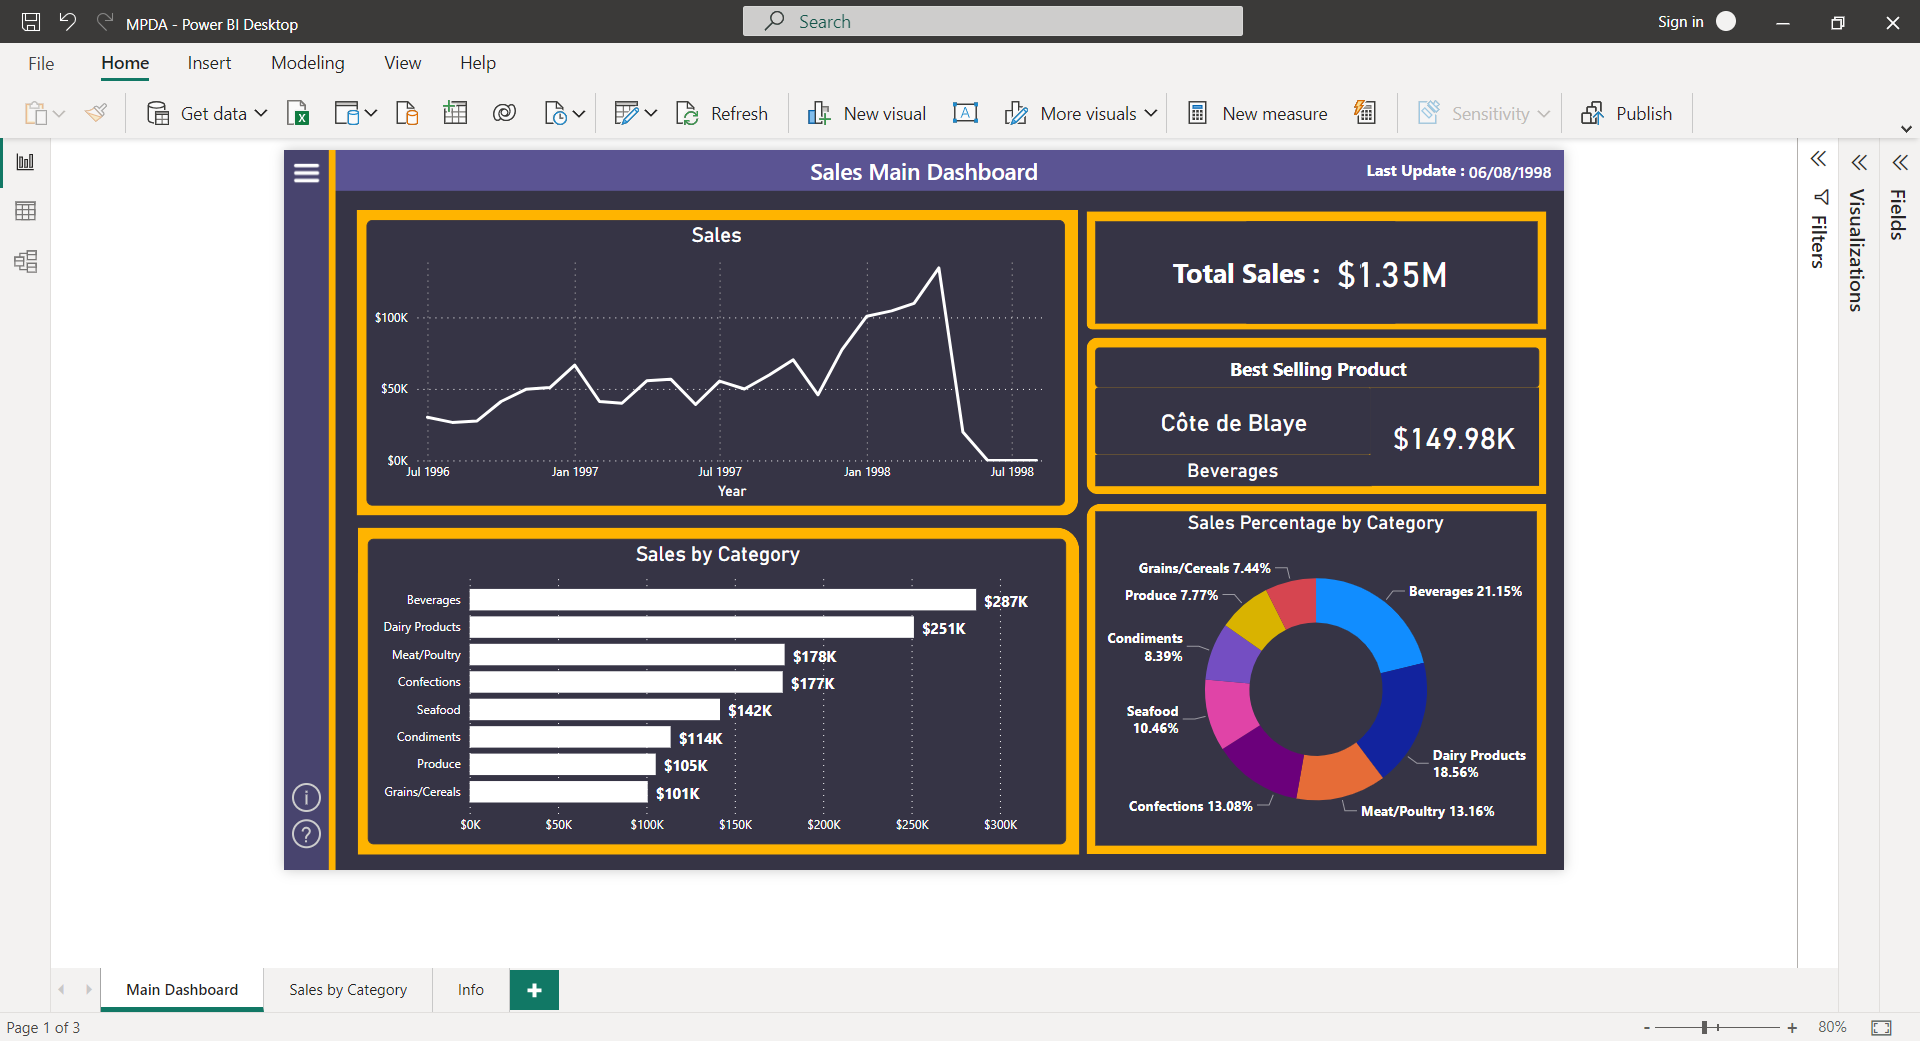 MPDA - Power BI Desktop
Search
Sign in
File
Home
Insert
Modeling
View
Help
Get data
Refresh
A
New visual
More visuals
New measure
Sensitivity
Publish
Sales Main Dashboard
Last Update : 06/08/1998
Filters
Visualizations
Fields
Sales
$100K
$50K
$0K
Jul 1996
Jan 1997
Jul 1997
Jan 1998
Jul 1998
Year
Total Sales : $1.35M
Best Selling Product
Côte de Blaye
$149.98K
Beverages
Sales by Category
Beverages $287K
Dairy Products $251K
Meat/Poultry $178K
Confections $177K
Seafood $142K
Condiments $114K
Produce $105K
Grains/Cereals $101K
$0K $50K $100K $150K $200K $250K $300K
Sales Percentage by Category
Grains/Cereals 7.44%
Beverages 21.15%
Produce 7.77%
Condiments
8.39%
Seafood
10.46%
Dairy Products
18.56%
Confections 13.08%
Meat/Poultry 13.16%
i
?
Main Dashboard
Sales by Category
Info
+
Page 1 of 3
- + 80%